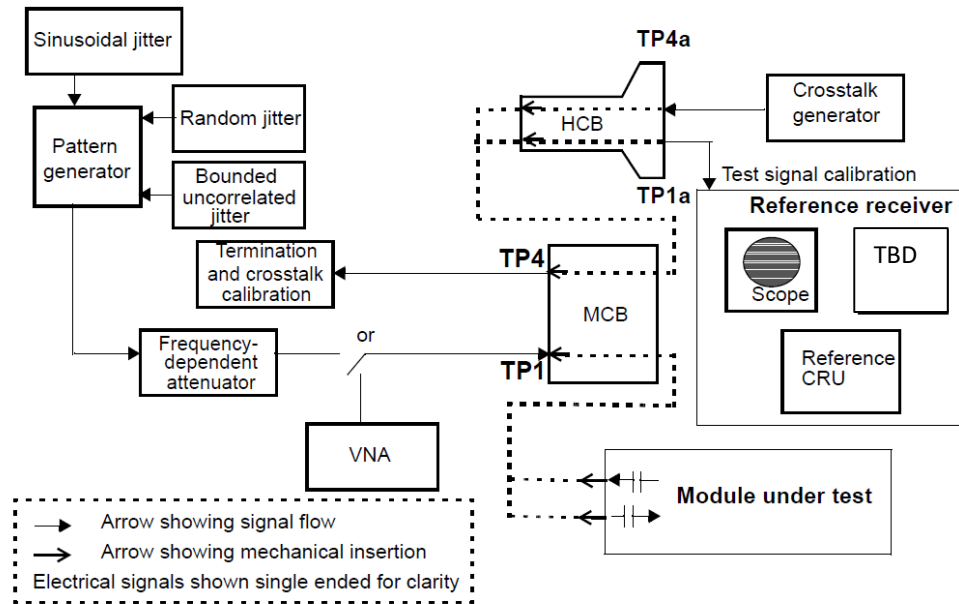 Sinusoidal jitter
Pattern
generator
Random jitter
Bounded
uncorrelated
jitter
Termination
and crosstalk
calibration
Frequency-
dependent
attenuator
or
VNA
TP4a
HCB
TP1a
Crosstalk
generator
Test signal calibration
Reference receiver
Scope
TBD
Reference
CRU
TP4
MCB
TP1
Module under test
Arrow showing signal flow
Arrow showing mechanical insertion
Electrical signals shown single ended for clarity